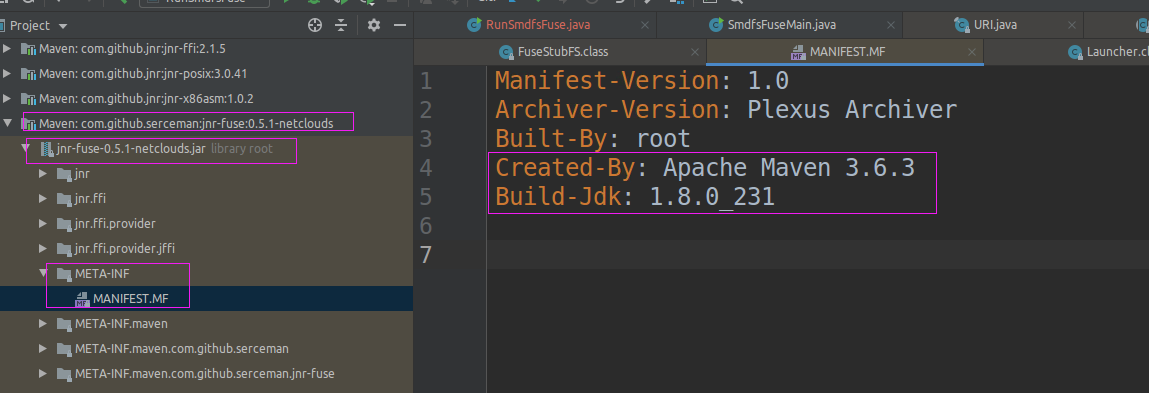 RunSmdfsFuse
Project
RunSmdfsFuse.java
SmdfsFuseMain.java
URI.java
FuseStubFS.class
MANIFEST.MF
Maven: com.github.jnr:jnr-ffi:2.1.5
Maven: com.github.jnr:jnr-posix:3.0.41
Maven: com.github.jnr:jnr-x86asm:1.0.2
Maven: com.github.serceman:jnr-fuse:0.5.1-netclouds
jnr-fuse-0.5.1-netclouds.jar library root
jnr
jnr.ffi
jnr.ffi.provider
jnr.ffi.provider.jffi
META-INF
MANIFEST.MF
META-INF.maven
META-INF.maven.com.github.serceman
META-INF.maven.com.github.serceman.jnr-fuse
1 Manifest-Version: 1.0
2 Archiver-Version: Plexus Archiver
3 Built-By: root
4 Created-By: Apache Maven 3.6.3
5 Build-Jdk: 1.8.0_231
6
7